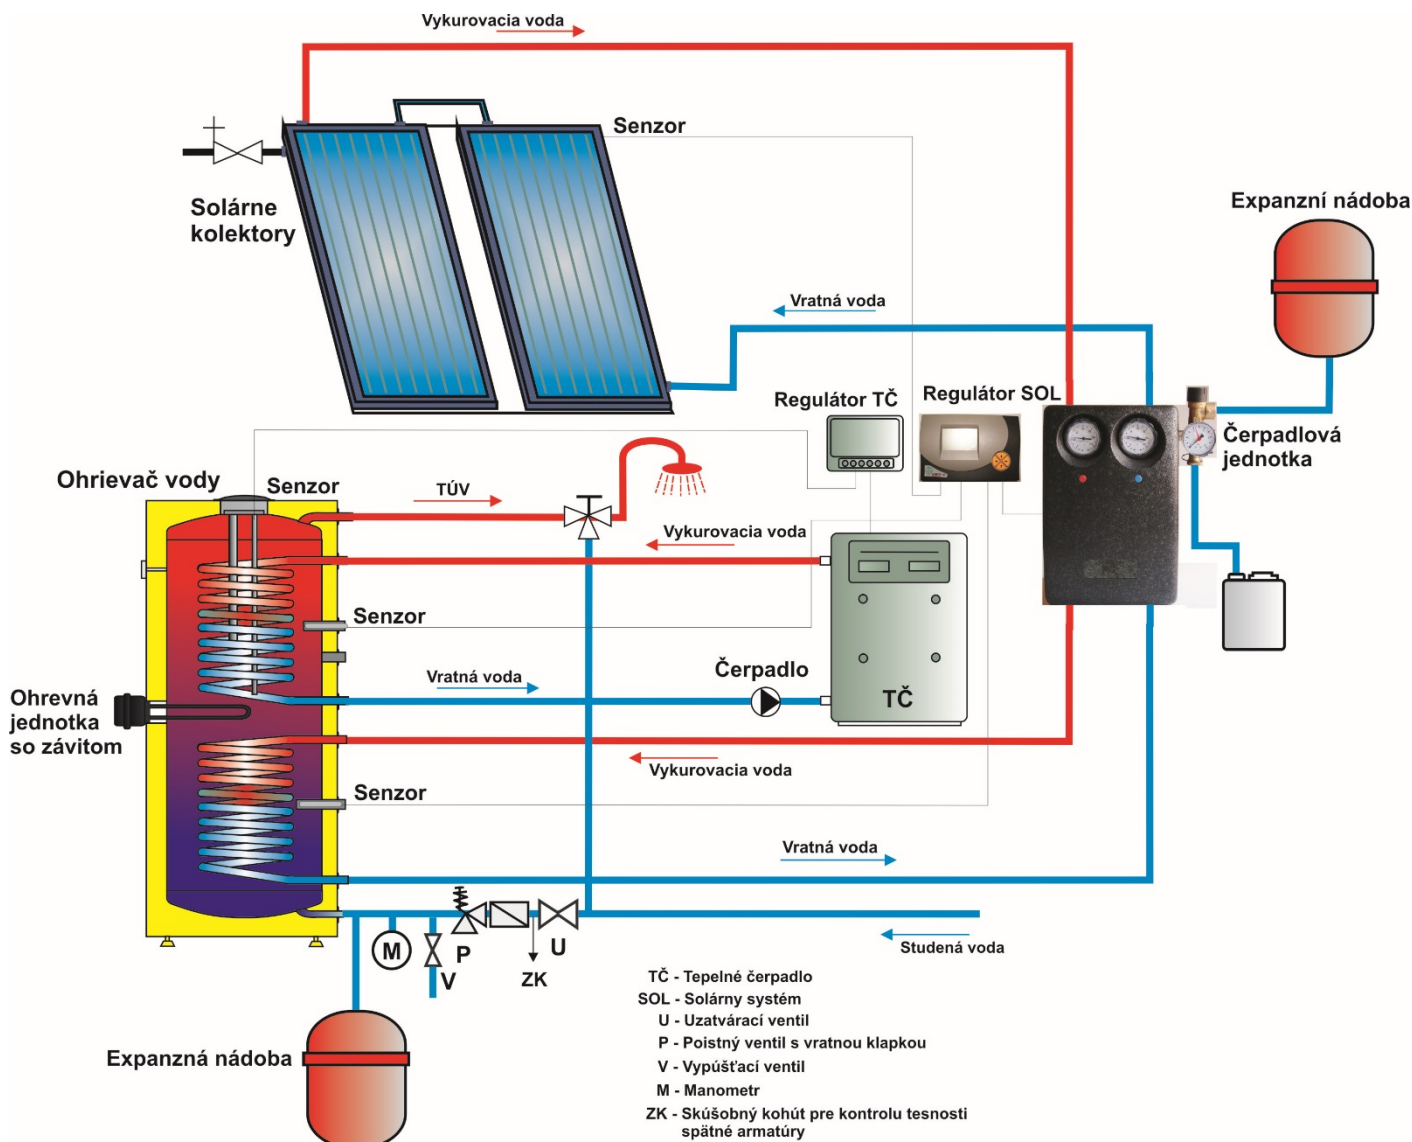 Vykurovacia voda
Senzor
Solárne
kolektory
Expanzní nádoba
Vratná voda
Regulátor TČ
Regulátor SOL
Čerpadlová
jednotka
Ohrievač vody
Senzor
TÚV
Vykurovacia voda
Senzor
Čerpadlo
Vratná voda
TČ
Ohrevná
jednotka
so závitom
Vykurovacia voda
Senzor
Vratná voda
M
P
V
U
ZK
Studená voda
Expanzná nádoba
TČ - Tepelné čerpadlo
SOL - Solárny systém
U - Uzatvárací ventil
P - Poistný ventil s vratnou klapkou
V - Vypúšťací ventil
M - Manometr
ZK - Skúšobný kohút pre kontrolu tesnosti
spätné armatúry